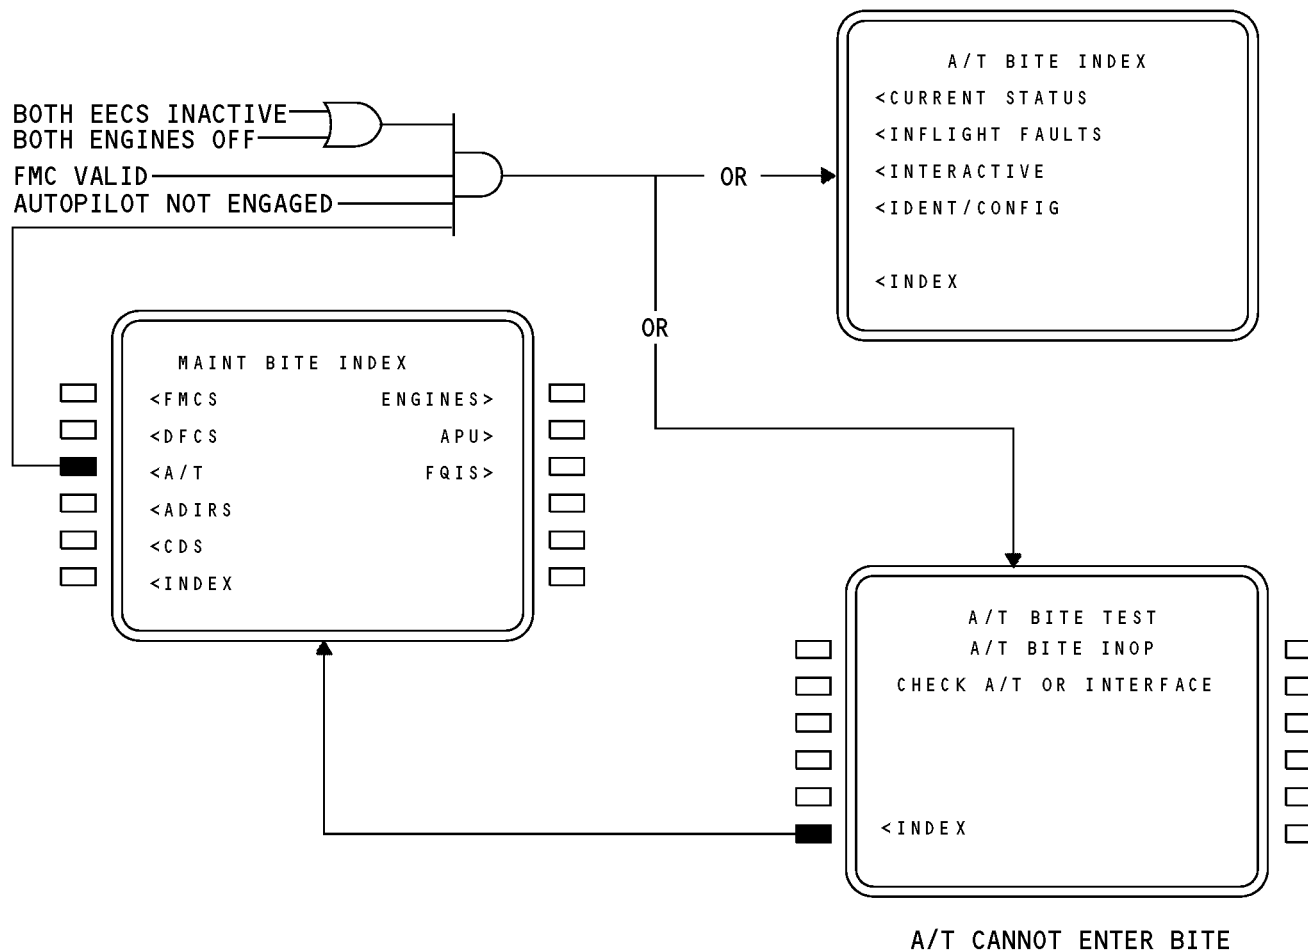 BOTH EECS INACTIVE
BOTH ENGINES OFF
FMC VALID
AUTOPILOT NOT ENGAGED
OR
A/T BITE INDEX
<CURRENT STATUS
<INFLIGHT FAULTS
<INTERACTIVE
<IDENT/CONFIG
<INDEX
OR
MAINT BITE INDEX
<FMCS ENGINES>
<DFCS APU>
<A/T FQIS>
<ADIRS
<CDS
<INDEX
A/T BITE TEST
A/T BITE INOP
CHECK A/T OR INTERFACE
<INDEX
A/T CANNOT ENTER BITE